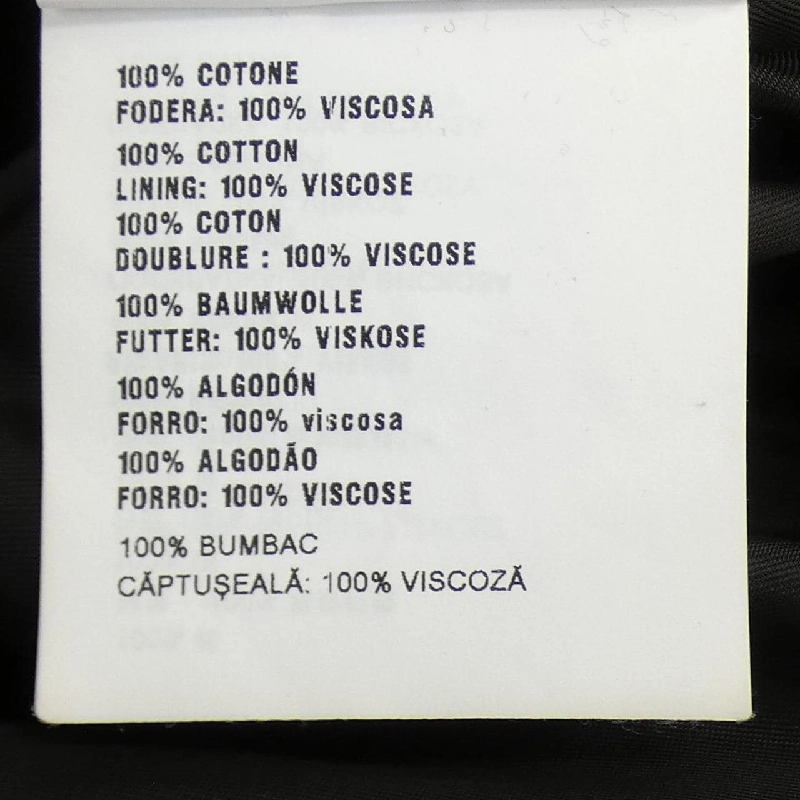 100% COTONE
FODERA: 100% VISCOSA
100% COTTON
LINING: 100% VISCOSE
100% COTON
DOUBLURE : 100% VISCOSE
100% BAUMWOLLE
FUTTER: 100% VISKOSE
100% ALGODÓN
FORRO: 100% viscosa
100% ALGODÃO
FORRO: 100% VISCOSE
100% BUMBAC
CĂPTUȘEALĂ: 100% VISCOZĂ